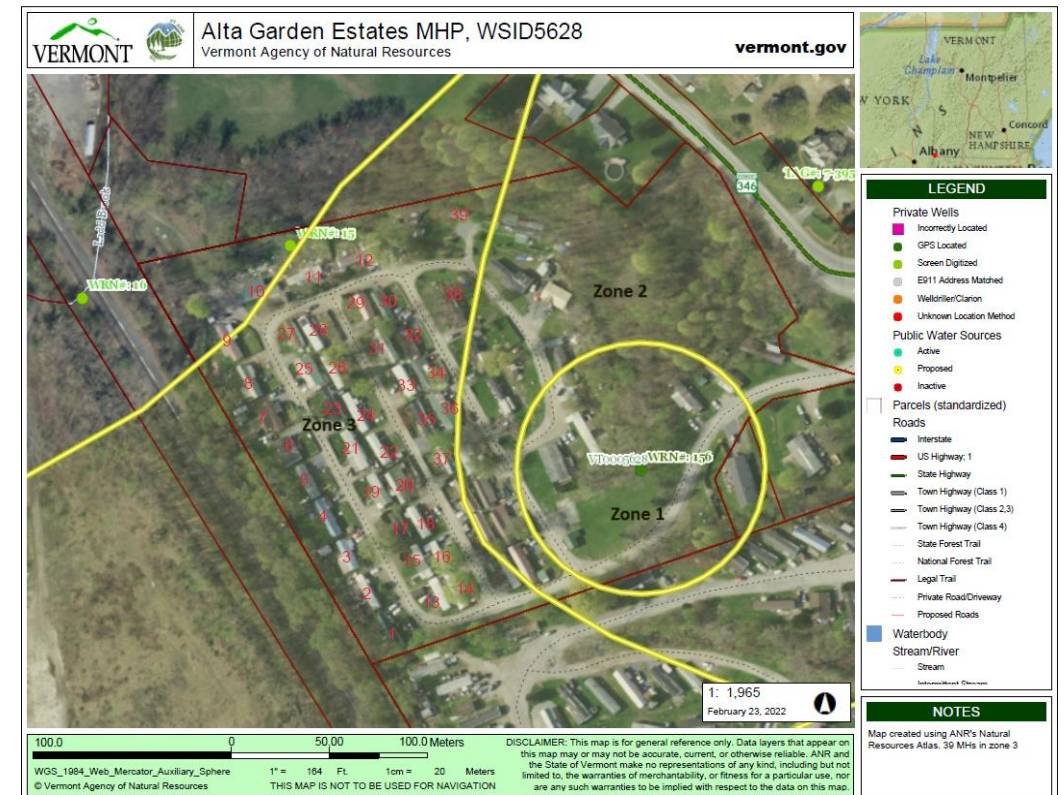 VERMONT
Alta Garden Estates MHP, WSID5628
Vermont Agency of Natural Resources
vermont.gov
VERMONT
Lake
Champlain
Montpelier
W YORK
Concord
NEW
HAMPSHIRE
Albany
LEGEND
Private Wells
Incorrectly Located
GPS Located
Screen Digitized
E911 Address Matched
Welldriller/Clarion
Unknown Location Method
Public Water Sources
Active
Proposed
Inactive
Parcels (standardized)
Roads
Interstate
US Highway; 1
State Highway
Town Highway (Class 1)
Town Highway (Class 2,3)
Town Highway (Class 4)
State Forest Trail
National Forest Trail
Legal Trail
Private Road/Driveway
Proposed Roads
Waterbody
Stream/River
Stream
Intermittent Stream
NOTES
Map created using ANR's Natural
Resources Atlas. 39 MHs in zone 3
346
TAG#: 7-395
Ladd Brook
WRN#: 15
WRN#: 16
39
12
11
10
38
Zone 2
29
30
9
27
28
32
31
25
26
34
8
33
7
23
24
35
36
Zone 3
6
21
22
37
VT0005628 WRN#: 156
5
19
20
4
17
18
Zone 1
3
15
16
2
13
14
1
1: 1,965
February 23, 2022
100.0 0 50.00 100.0 Meters
WGS_1984_Web_Mercator_Auxiliary_Sphere
1" = 164 Ft. 1cm = 20 Meters
© Vermont Agency of Natural Resources
THIS MAP IS NOT TO BE USED FOR NAVIGATION
DISCLAIMER: This map is for general reference only. Data layers that appear on
this map may or may not be accurate, current, or otherwise reliable. ANR and
the State of Vermont make no representations of any kind, including but not
limited to, the warranties of merchantability, or fitness for a particular use, nor
are any such warranties to be implied with respect to the data on this map.